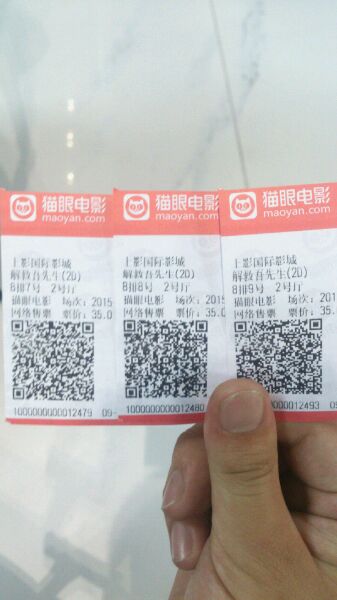 猫眼电影
maoyan.com
上影国际影城
解救吾先生(2D)
8排7号 2号厅
猫眼电影 场次:2015
网络售票 票价:35.0
1000000000012479 09-
猫眼电影
maoyan.com
上影国际影城
解救吾先生(2D)
8排8号 2号厅
猫眼电影 场次:2015
网络售票 票价:35.0
1000000000012480
猫眼电影
maoyan.com
上影国际影城
解救吾先生(2D)
8排9号 2号厅
猫眼电影 场次:2015
网络售票 票价:35.
0000000012493 09